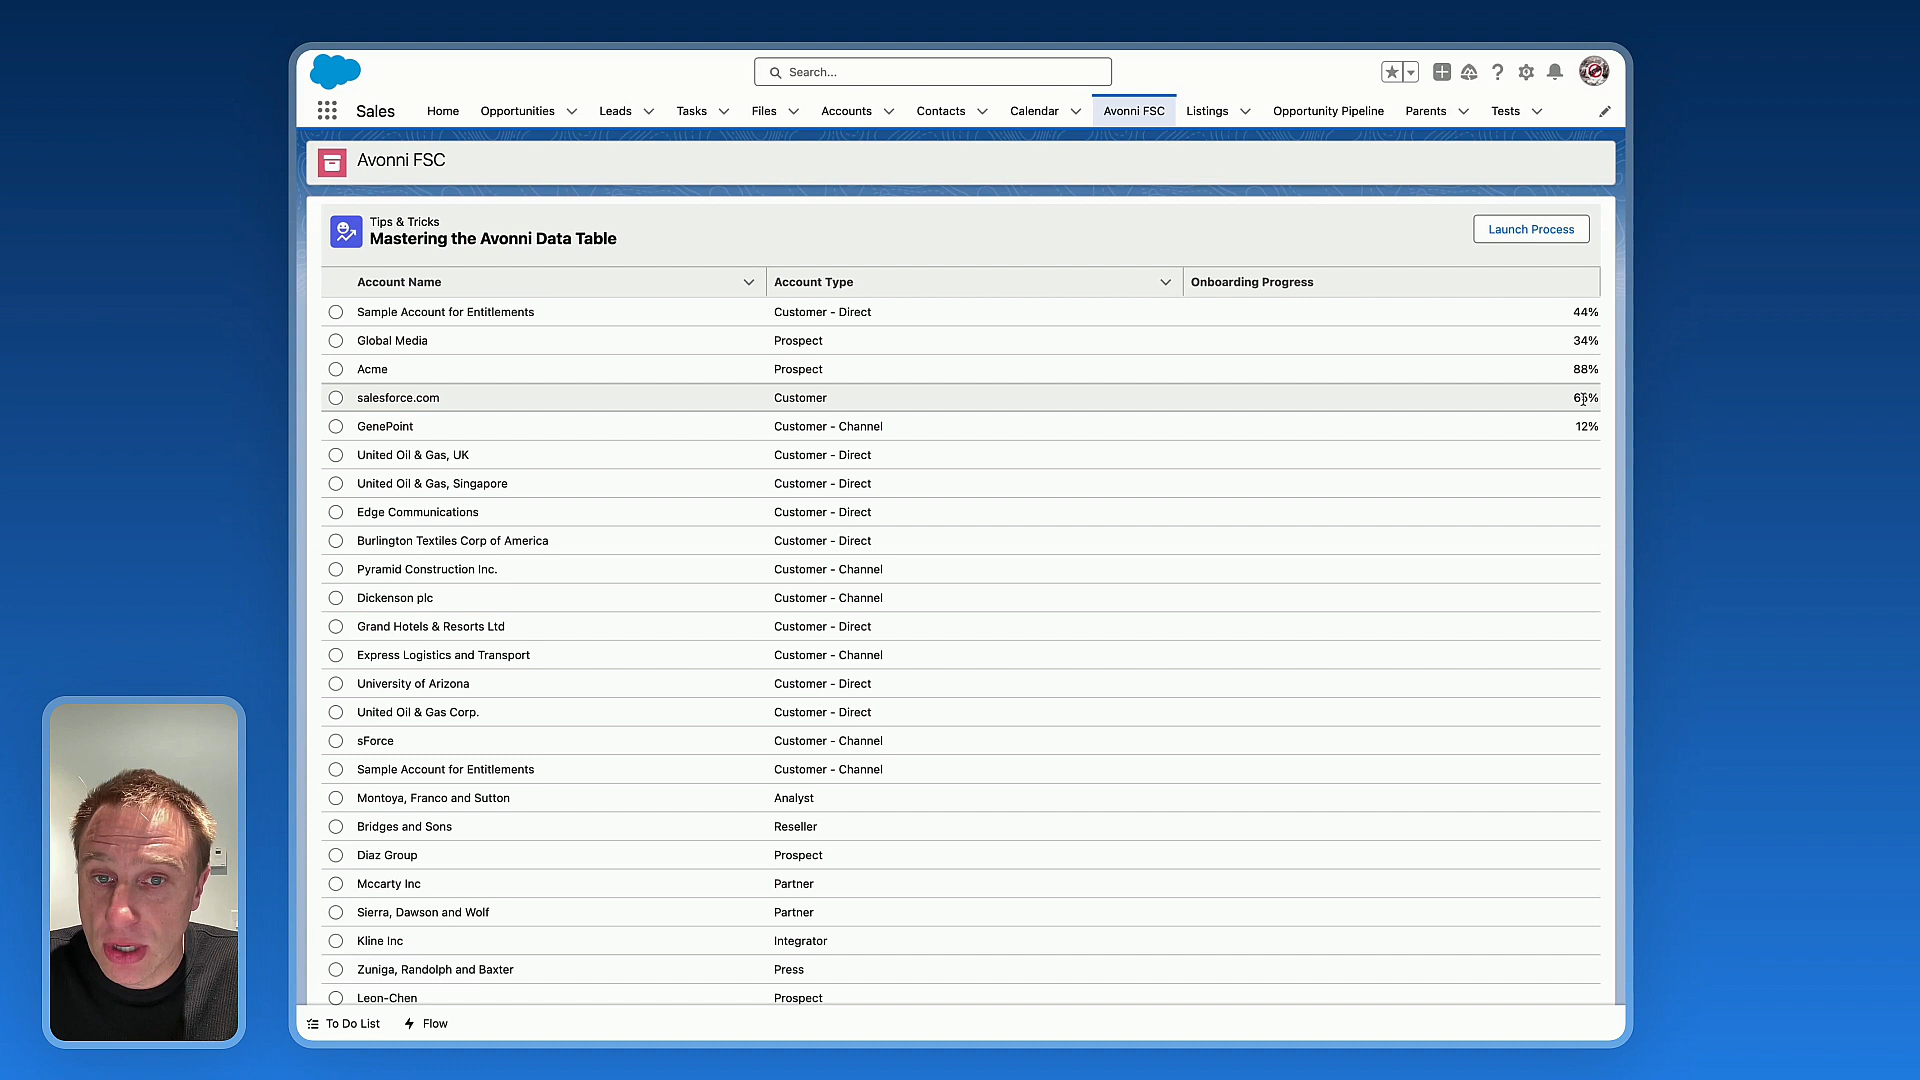 Search...
Sales Home Opportunities Leads Tasks Files Accounts Contacts Calendar Avonni FSC Listings Opportunity Pipeline Parents Tests
Avonni FSC
Tips & Tricks
Mastering the Avonni Data Table
Launch Process
Account Name Account Type Onboarding Progress
Sample Account for Entitlements Customer - Direct 44%
Global Media Prospect 34%
Acme Prospect 88%
salesforce.com Customer
GenePoint Customer - Channel 12%
United Oil & Gas, UK Customer - Direct
United Oil & Gas, Singapore Customer - Direct
Edge Communications Customer - Direct
Burlington Textiles Corp of America Customer - Direct
Pyramid Construction Inc. Customer - Channel
Dickenson plc Customer - Channel
Grand Hotels & Resorts Ltd Customer - Direct
Express Logistics and Transport Customer - Channel
University of Arizona Customer - Direct
United Oil & Gas Corp. Customer - Direct
sForce Customer - Channel
Sample Account for Entitlements Customer - Channel
Montoya, Franco and Sutton Analyst
Bridges and Sons Reseller
Diaz Group Prospect
Mccarty Inc Partner
Sierra, Dawson and Wolf Partner
Kline Inc Integrator
Zuniga, Randolph and Baxter Press
Leon-Chen Prospect
To Do List Flow